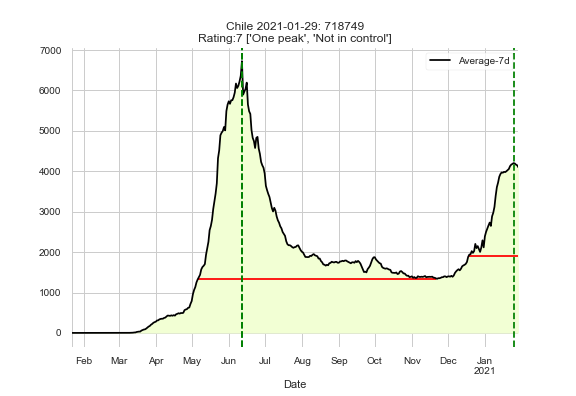 Chile 2021-01-29: 718749
Rating:7 ['One peak', 'Not in control']
Average-7d
7000
6000
5000
4000
3000
2000
1000
0
Feb Mar Apr May Jun Jul Aug Sep Oct Nov Dec Jan
2021
Date